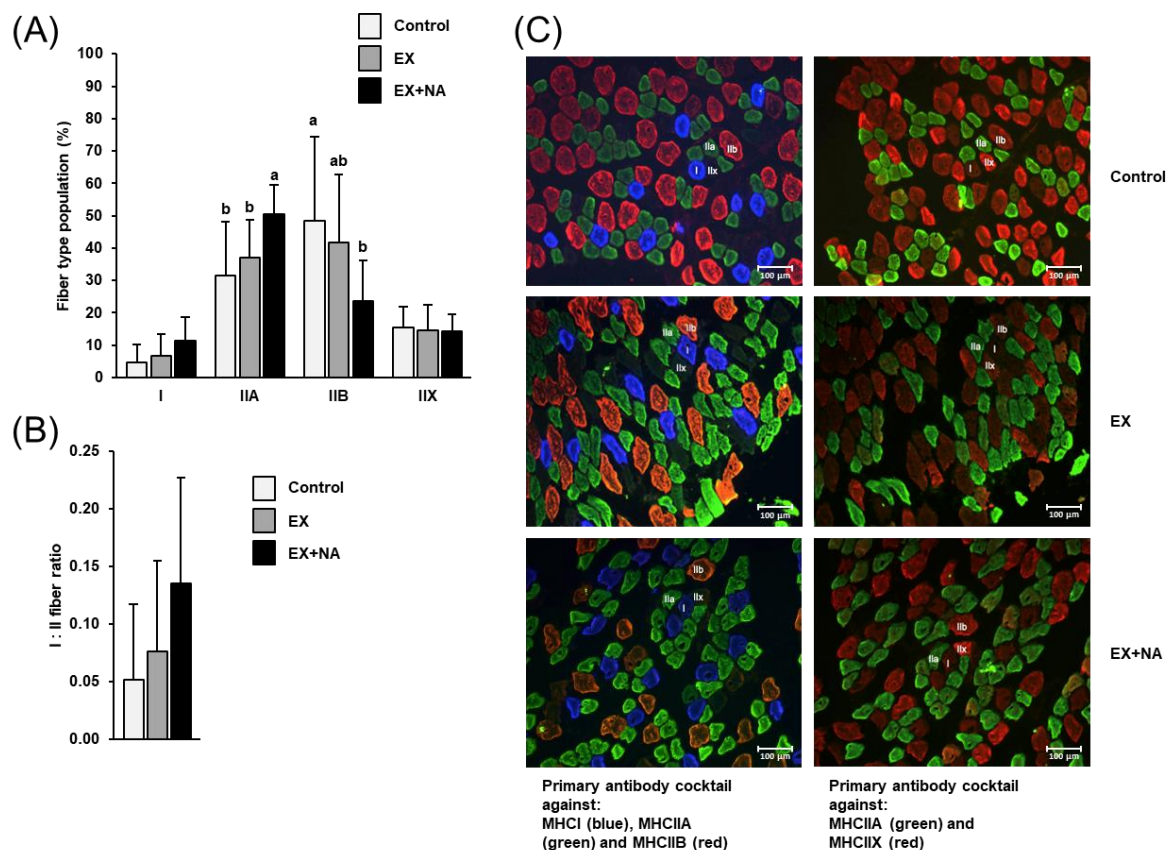 (A)
Control
EX
EX+NA
Fiber type population (%)
100
90
80
70
60
50
40
30
20
10
0
b
b
a
a
ab
b
I
IIA
IIB
IIX
(B)
I : II fiber ratio
0.25
0.20
0.15
0.10
0.05
0.00
Control
EX
EX+NA
(C)
IIa
IIb
I
IIx
100 µm
IIa
IIb
I
IIx
100 µm
Control
IIa
IIb
I
IIx
100 µm
IIb
IIa
I
IIx
100 µm
EX
IIb
IIa
IIx
I
100 µm
IIb
IIa
IIx
I
100 µm
EX+NA
Primary antibody cocktail
against:
MHCI (blue), MHCIIA
(green) and MHCIIB (red)
Primary antibody cocktail
against:
MHCIIA (green) and
MHCIIX (red)